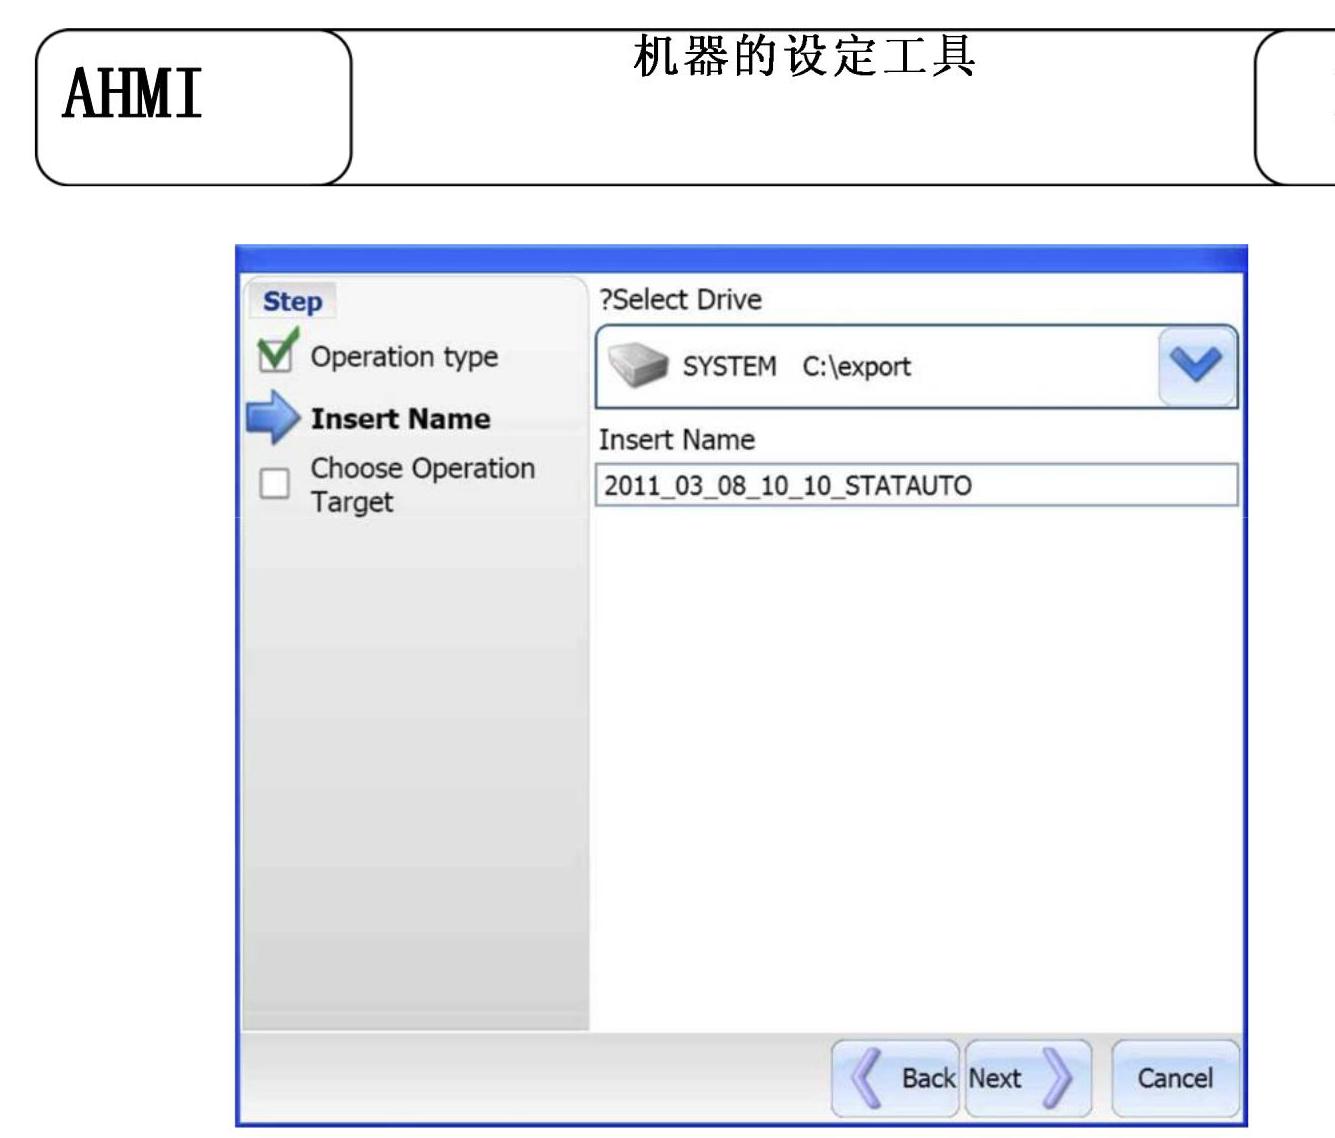 AHMI
机器的设定工具
Step
Operation type
Insert Name
Choose Operation
Target
?Select Drive
SYSTEM C:\export
Insert Name
2011_03_08_10_10_STATAUTO
Back
Next
Cancel